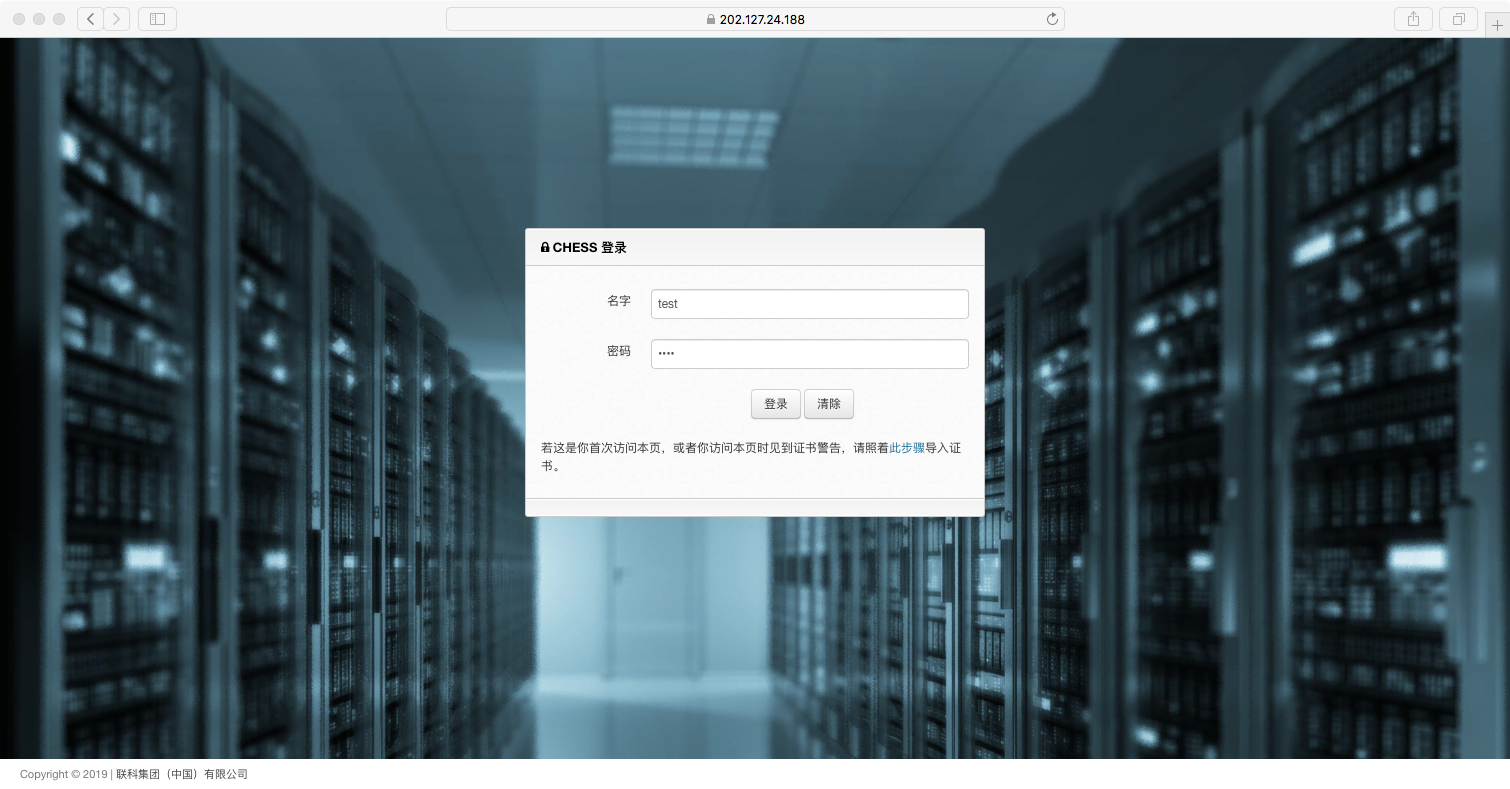 202.127.24.188
CHESS 登录
名字
test
密码
••••
登录 清除
若这是你首次访问本页，或者你访问本页时见到证书警告，请照着此步骤导入证
书。
Copyright © 2019 | 联科集团（中国）有限公司